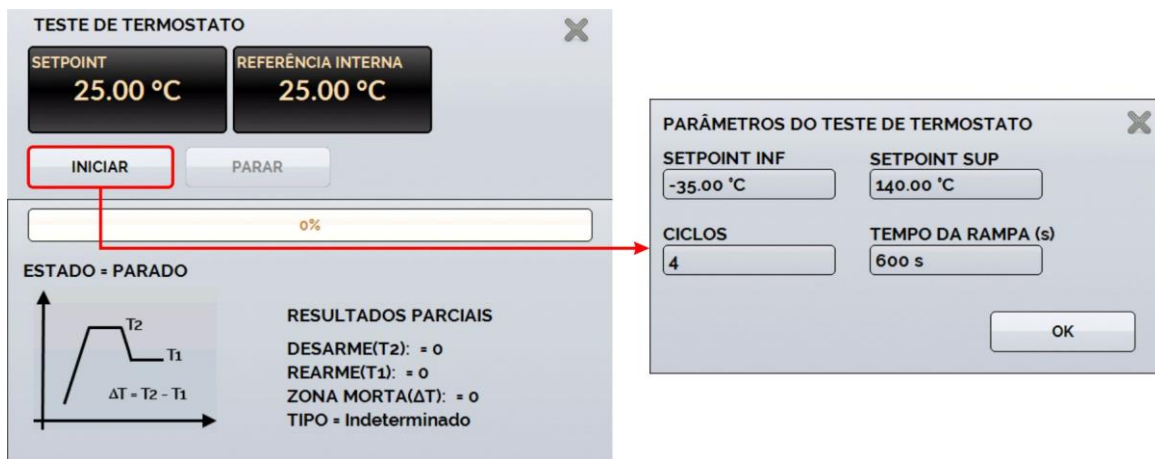 TESTE DE TERMOSTATO
SETPOINT
25.00 °C
REFERÊNCIA INTERNA
25.00 °C
INICIAR
PARAR
0%
ESTADO = PARADO
T2
T1
ΔT = T2 - T1
RESULTADOS PARCIAIS
DESARME(T2): = 0
REARME(T1): = 0
ZONA MORTA(ΔT): = 0
TIPO = Indeterminado
PARÂMETROS DO TESTE DE TERMOSTATO
SETPOINT INF
SETPOINT SUP
-35.00 °C
140.00 °C
CICLOS
TEMPO DA RAMPA (s)
4
600 s
OK